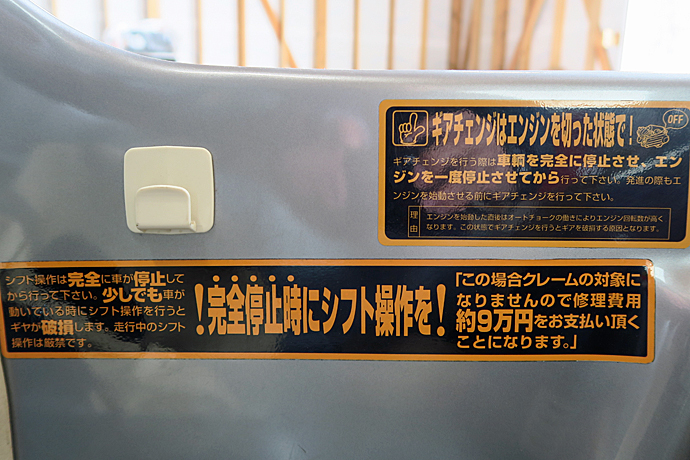 ギアチェンジはエンジンを切った状態で!
OFF
ギアチェンジを行う際は車輌を完全に停止させ、エン
ジンを一度停止させてから行って下さい。発進の際もエ
ンジンを始動させる前にギアチェンジを行って下さい。
理由
エンジンを始動した直後はオートチョークの働きによりエンジン回転数が高く
なります。この状態でギアチェンジを行うとギアを破損する原因となります。
シフト操作は完全に車が停止して
から行って下さい。少しでも車が
動いている時にシフト操作を行うと
ギヤが破損します。走行中のシフト
操作は厳禁です。
!完全停止時にシフト操作を!
「この場合クレームの対象に
なりませんので修理費用
約9万円をお支払い頂く
ことになります。」